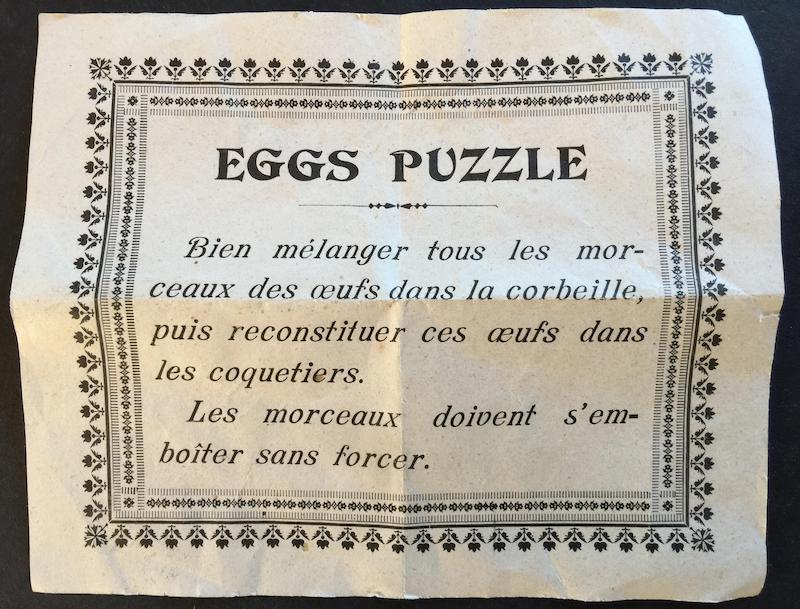 EGGS PUZZLE
Bien mélanger tous les mor-
ceaux des œufs dans la corbeille,
puis reconstituer ces œufs dans
les coquetiers.
Les morceaux doivent s'em-
boîter sans forcer.